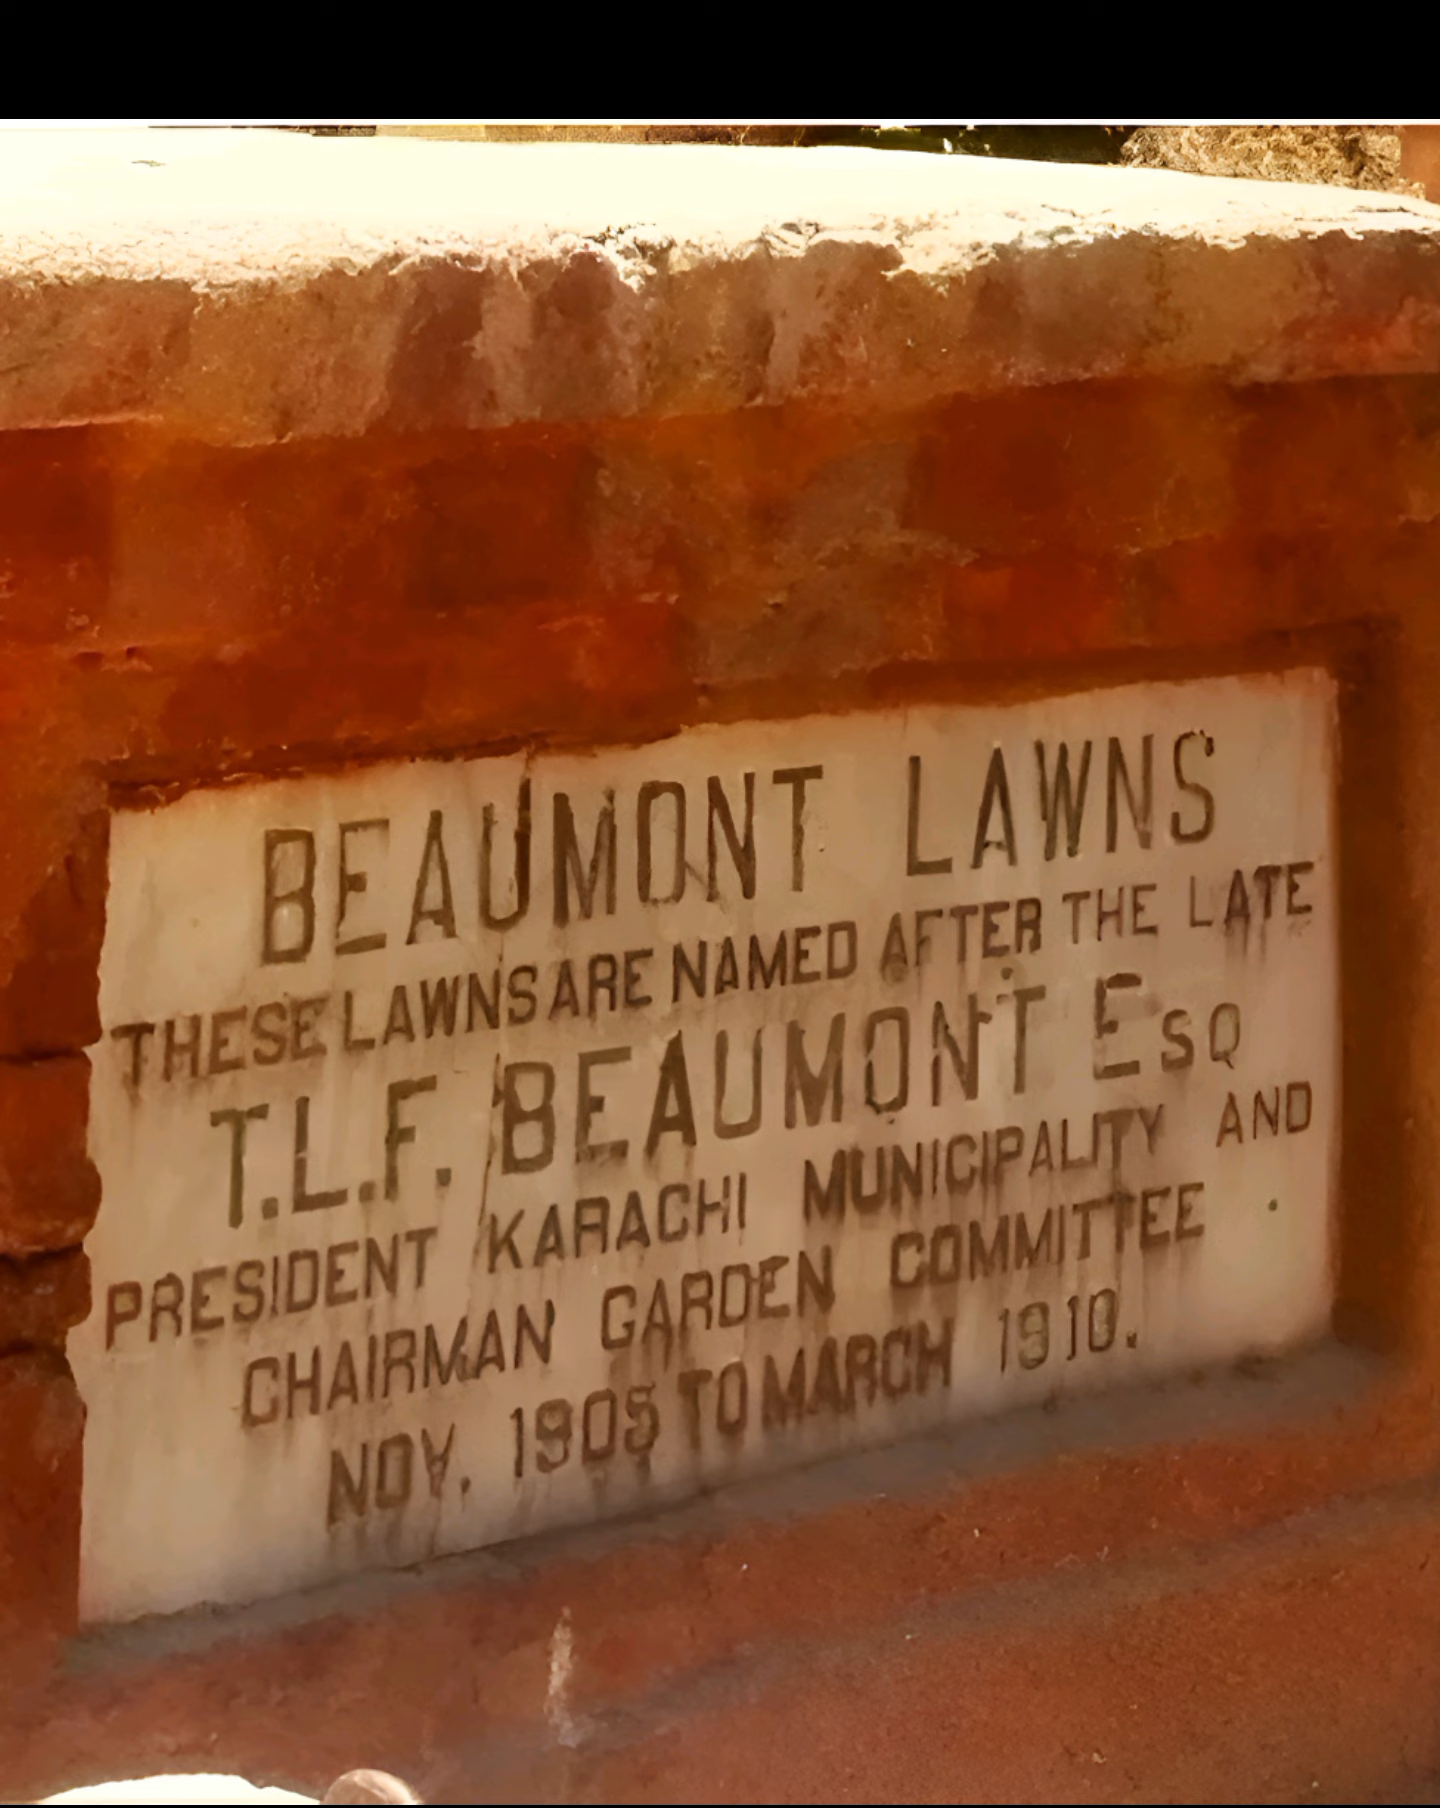 BEAUMONT LAWNS
THESE LAWNS ARE NAMED AFTER THE LATE
T.L.F. BEAUMONT ESQ
PRESIDENT KARACHI MUNICIPALITY AND
CHAIRMAN GARDEN COMMITTEE
NOV. 1905 TO MARCH 1910.